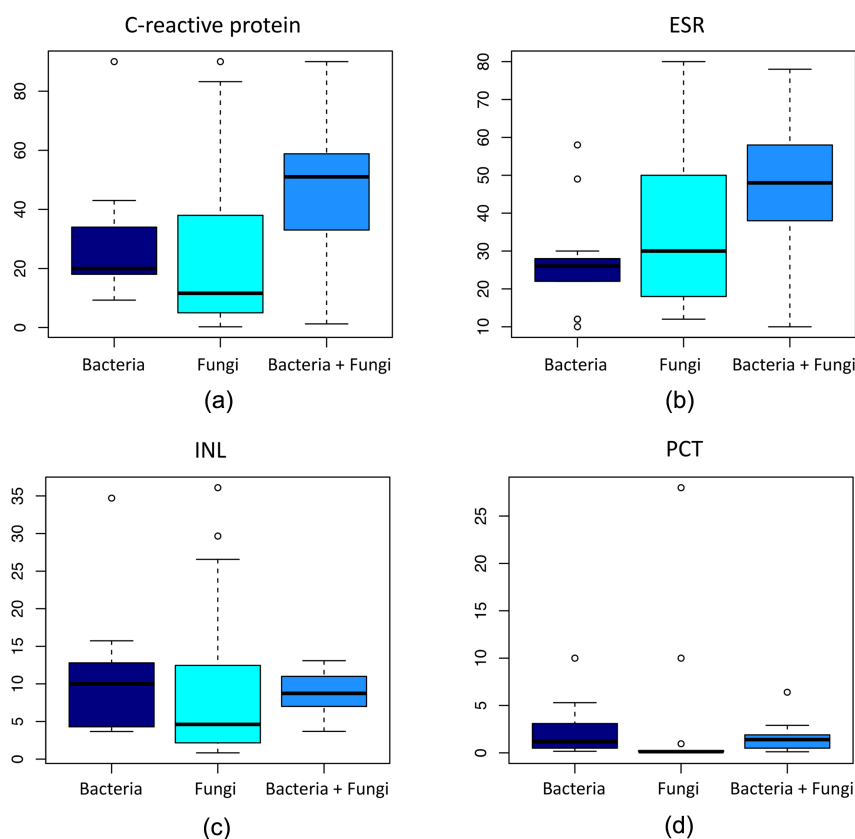 C-reactive protein
80
60
40
20
0
Bacteria
Fungi
Bacteria + Fungi
(a)
ESR
80
70
60
50
40
30
20
10
Bacteria
Fungi
Bacteria + Fungi
(b)
INL
35
30
25
20
15
10
5
0
Bacteria
Fungi
Bacteria + Fungi
(c)
PCT
25
20
15
10
5
0
Bacteria
Fungi
Bacteria + Fungi
(d)